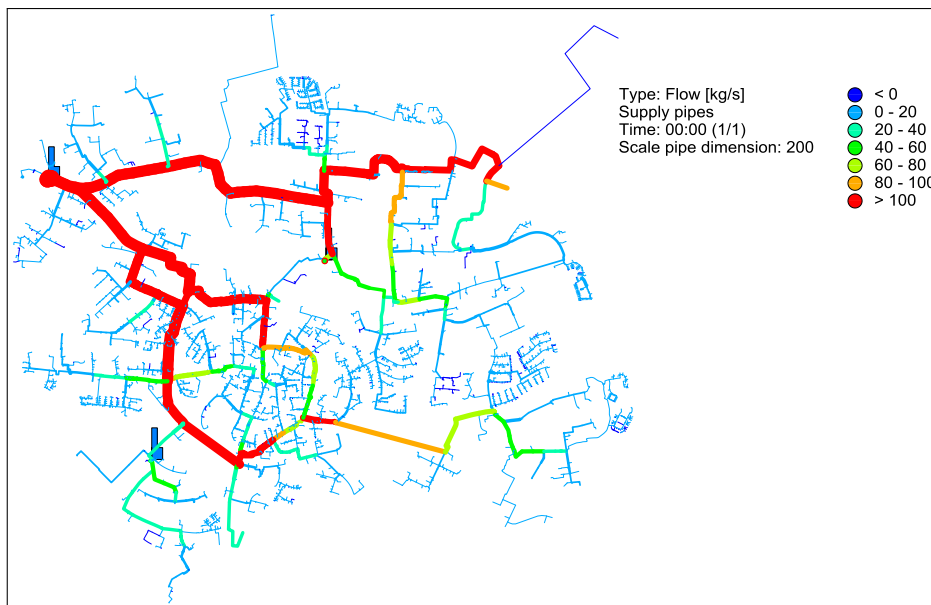 Type: Flow [kg/s]
Supply pipes
Time: 00:00 (1/1)
Scale pipe dimension: 200
< 0
0 - 20
20 - 40
40 - 60
60 - 80
80 - 100
> 100